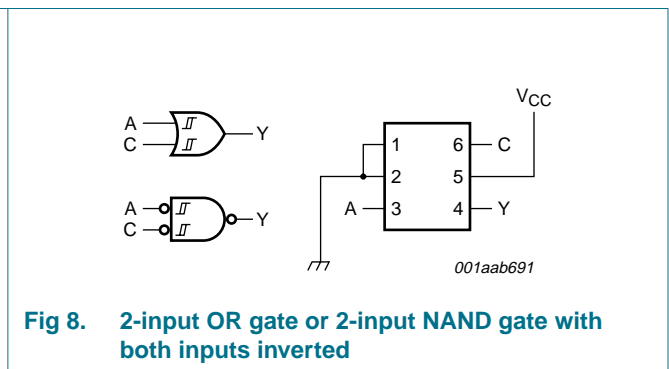 A
C
Y
A
C
Y
VCC
1
2
A
3
6
C
5
4
Y
001aab691
Fig 8. 2-input OR gate or 2-input NAND gate with
both inputs inverted